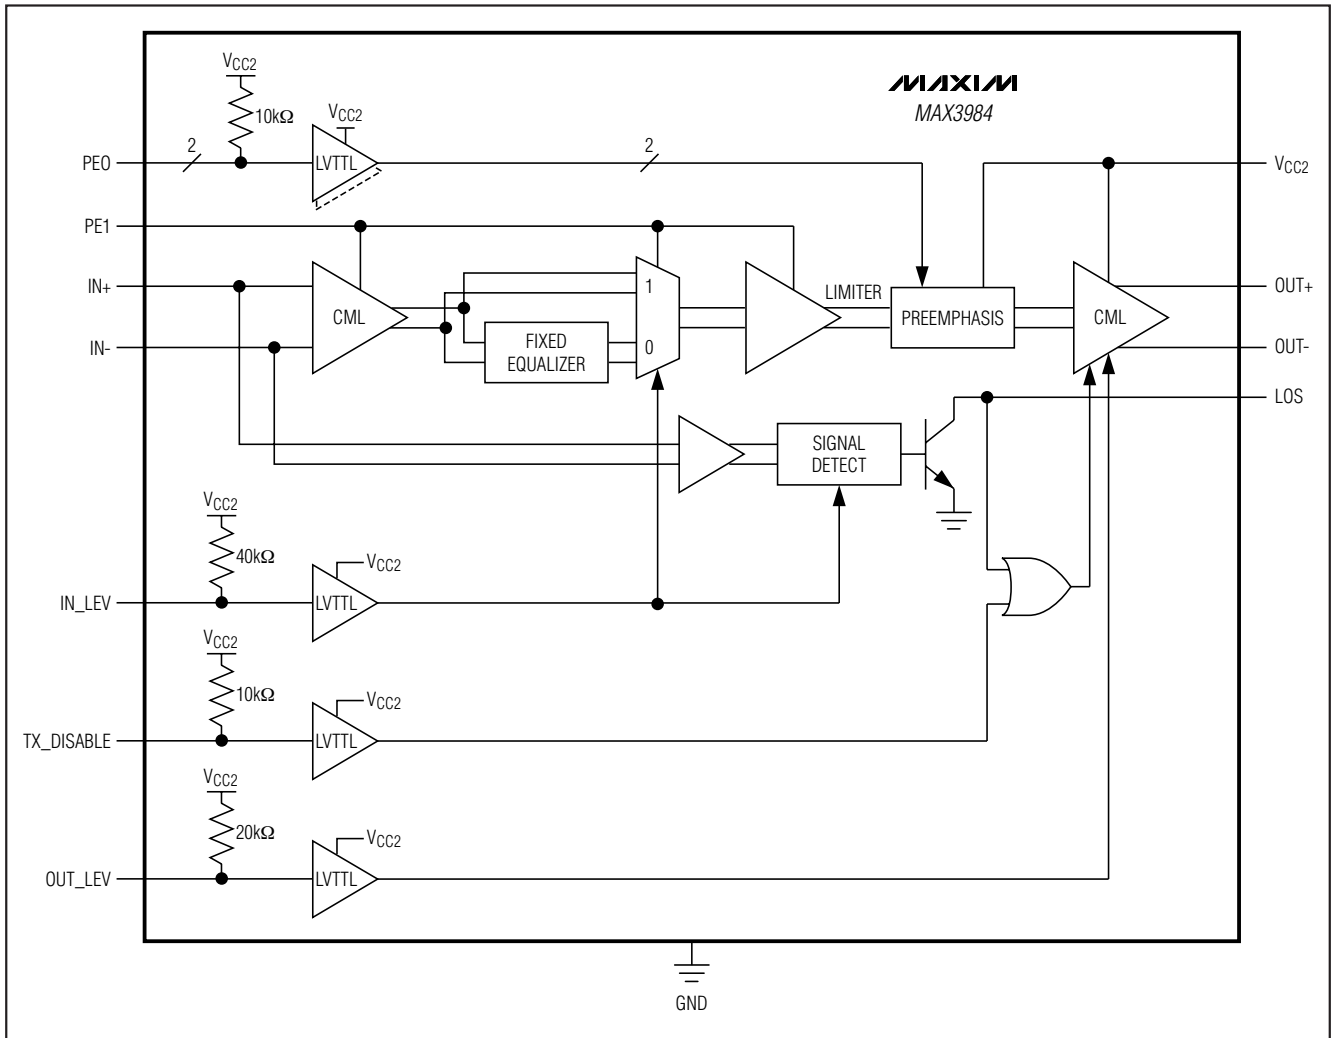 MAXIM
MAX3984
VCC2
10kΩ
VCC2
2
2
PE0
LVTTL
VCC2
PE1
IN+
1
LIMITER
OUT+
CML
PREEMPHASIS
CML
FIXED
EQUALIZER
0
IN-
OUT-
LOS
SIGNAL
DETECT
VCC2
40kΩ
VCC2
IN_LEV
LVTTL
VCC2
10kΩ
VCC2
TX_DISABLE
LVTTL
VCC2
20kΩ
VCC2
OUT_LEV
LVTTL
GND